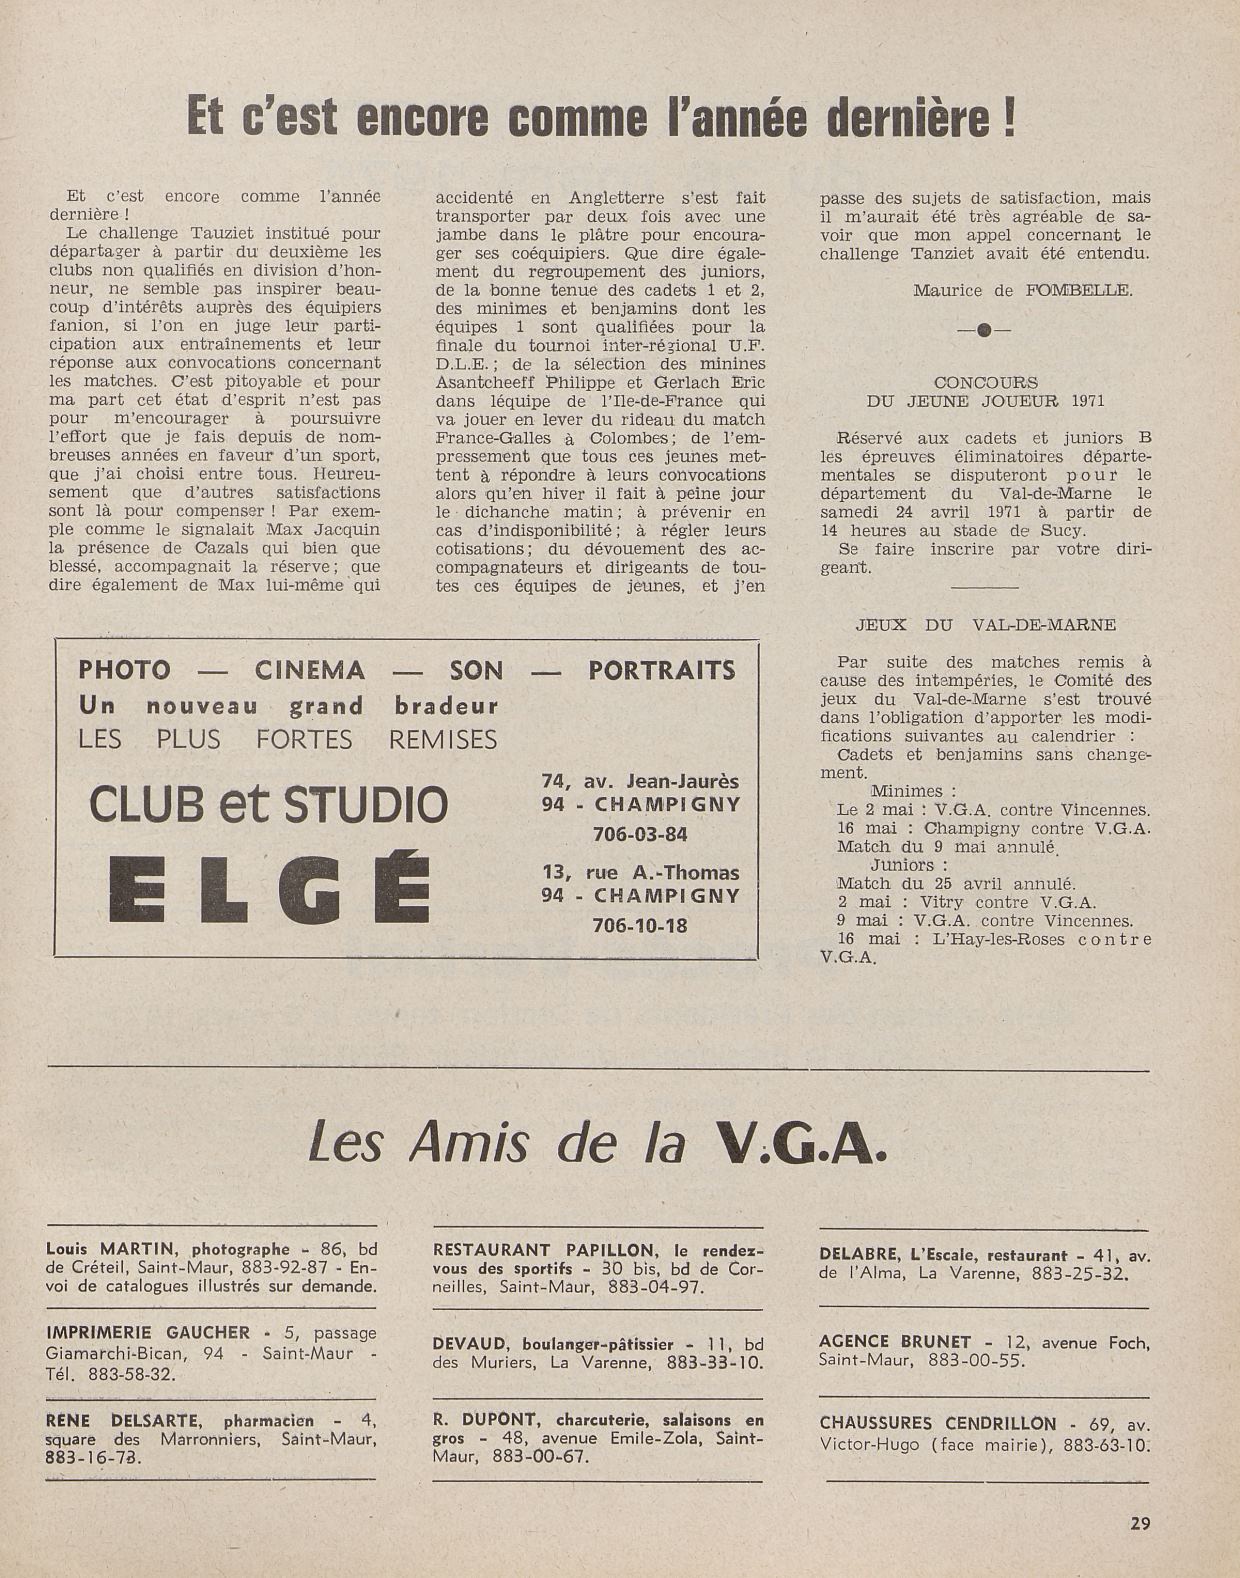 Et c'est encore comme l'année dernière !
Et c'est encore comme l'année
dernière !
Le challenge Tauziet institué pour
départager à partir du deuxième les
clubs non qualifiés en division d'hon-
neur, ne semble pas inspirer beau-
coup d'intérêts auprès des équipiers
fanion, si l'on en juge leur parti-
cipation aux entraînements et leur
réponse aux convocations concernant
les matches. C'est pitoyable et pour
ma part cet état d'esprit n'est pas
pour m'encourager à poursuivre
l'effort que je fais depuis de nom-
breuses années en faveur d'un sport,
que j'ai choisi entre tous. Heureu-
sement que d'autres satisfactions
sont là pour compenser ! Par exem-
ple comme le signalait Max Jacquin
la présence de Cazals qui bien que
blessé, accompagnait la réserve ; que
dire également de Max lui-même qui
accidenté en Angletterre s'est fait
transporter par deux fois avec une
jambe dans le plâtre pour encoura-
ger ses coéquipiers. Que dire égale-
ment du regroupement des juniors,
de la bonne tenue des cadets 1 et 2,
des minimes et benjamins dont les
équipes 1 sont qualifiées pour la
finale du tournoi inter-régional U.F.
D.L.E. ; de la sélection des minines
Asantcheeff Philippe et Gerlach Eric
dans léquipe de l'Ile-de-France qui
va jouer en lever du rideau du match
France-Galles à Colombes ; de l'em-
pressement que tous ces jeunes met-
tent à répondre à leurs convocations
alors qu'en hiver il fait à peine jour
le dichanche matin ; à prévenir en
cas d'indisponibilité ; à régler leurs
cotisations ; du dévouement des ac-
compagnateurs et dirigeants de tou-
tes ces équipes de jeunes, et j'en
passe des sujets de satisfaction, mais
il m'aurait été très agréable de sa-
voir que mon appel concernant le
challenge Tanziet avait été entendu.
Maurice de FOMBELLE.
CONCOURS
DU JEUNE JOUEUR 1971
Réservé aux cadets et juniors B
les épreuves éliminatoires départe-
mentales se disputeront pour le
département du Val-de-Marne le
samedi 24 avril 1971 à partir de
14 heures au stade de Sucy.
Se faire inscrire par votre diri-
geant.
JEUX DU VAL-DE-MARNE
Par suite des matches remis à
cause des intempéries, le Comité des
jeux du Val-de-Marne s'est trouvé
dans l'obligation d'apporter les modi-
fications suivantes au calendrier :
Cadets et benjamins sans change-
ment.
Minimes :
Le 2 mai : V.G.A. contre Vincennes.
16 mai : Champigny contre V.G.A.
Match du 9 mai annulé.
Juniors :
Match du 25 avril annulé.
2 mai : Vitry contre V.G.A.
9 mai : V.G.A. contre Vincennes.
16 mai : L'Hay-les-Roses contre
V.G.A.
PHOTO — CINEMA — SON — PORTRAITS
Un nouveau grand bradeur
LES PLUS FORTES REMISES
CLUB et STUDIO
ELGÉ
74, av. Jean-Jaurès
94 - CHAMPIGNY
706-03-84
13, rue A.-Thomas
94 - CHAMPIGNY
706-10-18
Les Amis de la V.G.A.
Louis MARTIN, photographe - 86, bd
de Créteil, Saint-Maur, 883-92-87 - En-
voi de catalogues illustrés sur demande.
IMPRIMERIE GAUCHER - 5, passage
Giamarchi-Bican, 94 - Saint-Maur -
Tél. 883-58-32.
RENE DELSARTE, pharmacien - 4,
square des Marronniers, Saint-Maur,
883-16-73.
RESTAURANT PAPILLON, le rendez-
vous des sportifs - 30 bis, bd de Cor-
neilles, Saint-Maur, 883-04-97.
DEVAUD, boulanger-pâtissier - 11, bd
des Muriers, La Varenne, 883-33-10.
R. DUPONT, charcuterie, salaisons en
gros - 48, avenue Emile-Zola, Saint-
Maur, 883-00-67.
DELABRE, L'Escale, restaurant - 41, av.
de l'Alma, La Varenne, 883-25-32.
AGENCE BRUNET - 12, avenue Foch,
Saint-Maur, 883-00-55.
CHAUSSURES CENDRILLON - 69, av.
Victor-Hugo (face mairie), 883-63-10.
29